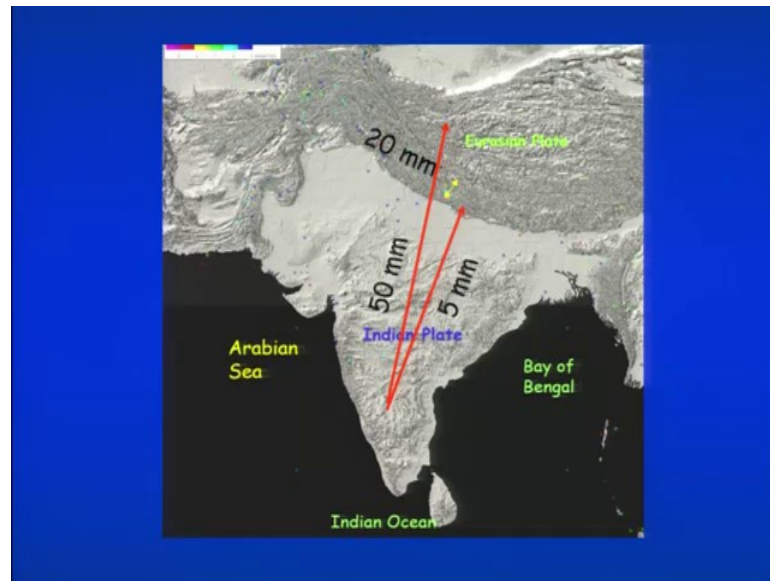 Eurasian Plate
20 mm
50 mm
5 mm
Indian Plate
Arabian
Sea
Bay of
Bengal
Indian Ocean